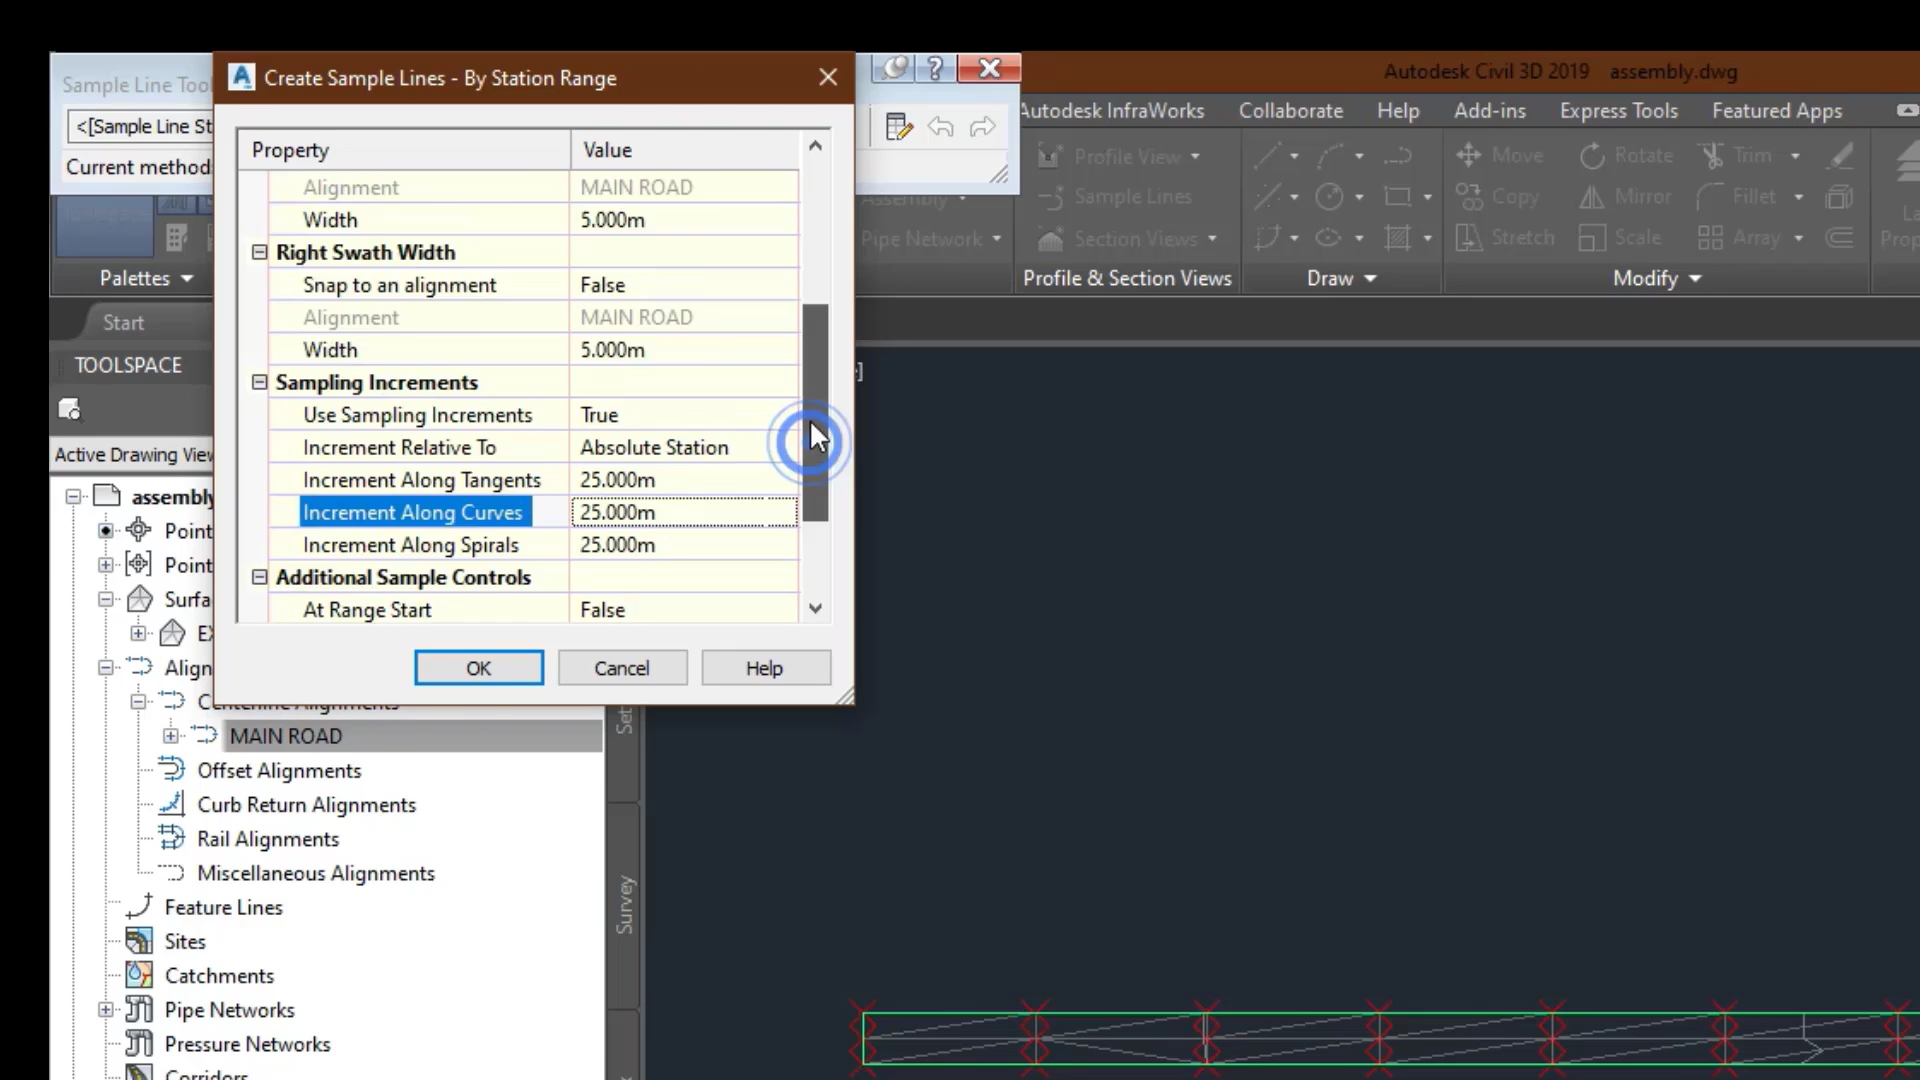 Create Sample Lines - By Station Range
Autodesk Civil 3D 2019 assembly.dwg
Sample Line Tool
<[Sample Line St
Current method:
Autodesk InfraWorks Collaborate Help Add-ins Express Tools Featured Apps
Profile View Move Rotate Trim
Assembly Sample Lines Copy Mirror Fillet
Pipe Network Section Views Stretch Scale Array
Palettes Profile & Section Views Draw Modify
Property Value
Alignment MAIN ROAD
Width 5.000m
Right Swath Width
Snap to an alignment False
Alignment MAIN ROAD
Width 5.000m
Sampling Increments
Use Sampling Increments True
Increment Relative To Absolute Station
Increment Along Tangents 25.000m
Increment Along Curves 25.000m
Increment Along Spirals 25.000m
Additional Sample Controls
At Range Start False
OK Cancel Help
Start
TOOLSPACE
Active Drawing View
assembly
Point
Point
Surfa
E
Align
Centerline Alignments
MAIN ROAD
Offset Alignments
Curb Return Alignments
Rail Alignments
Miscellaneous Alignments
Feature Lines
Sites
Catchments
Pipe Networks
Pressure Networks
Corridors
Set
Survey